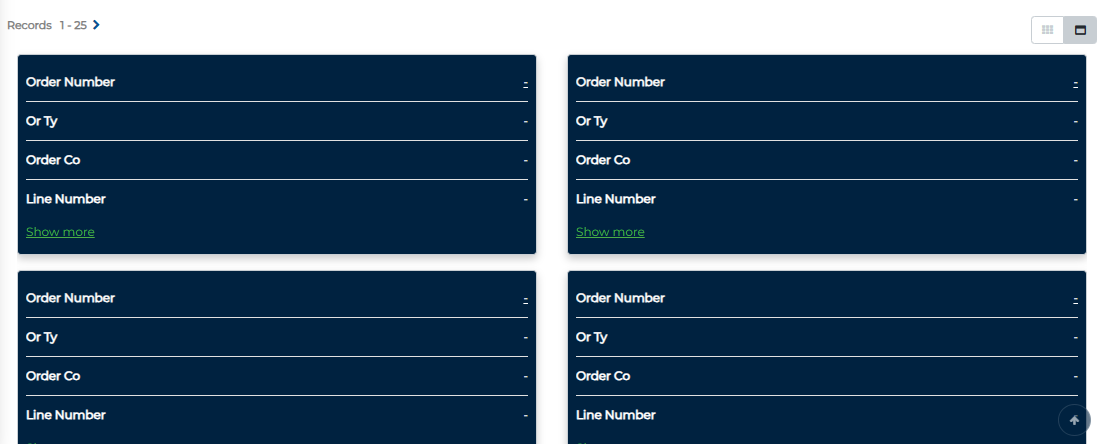 Records 1 - 25
Order Number -
Or Ty -
Order Co -
Line Number -
Show more
Order Number -
Or Ty -
Order Co -
Line Number -
Show more
Order Number -
Or Ty -
Order Co -
Line Number -
Order Number -
Or Ty -
Order Co -
Line Number